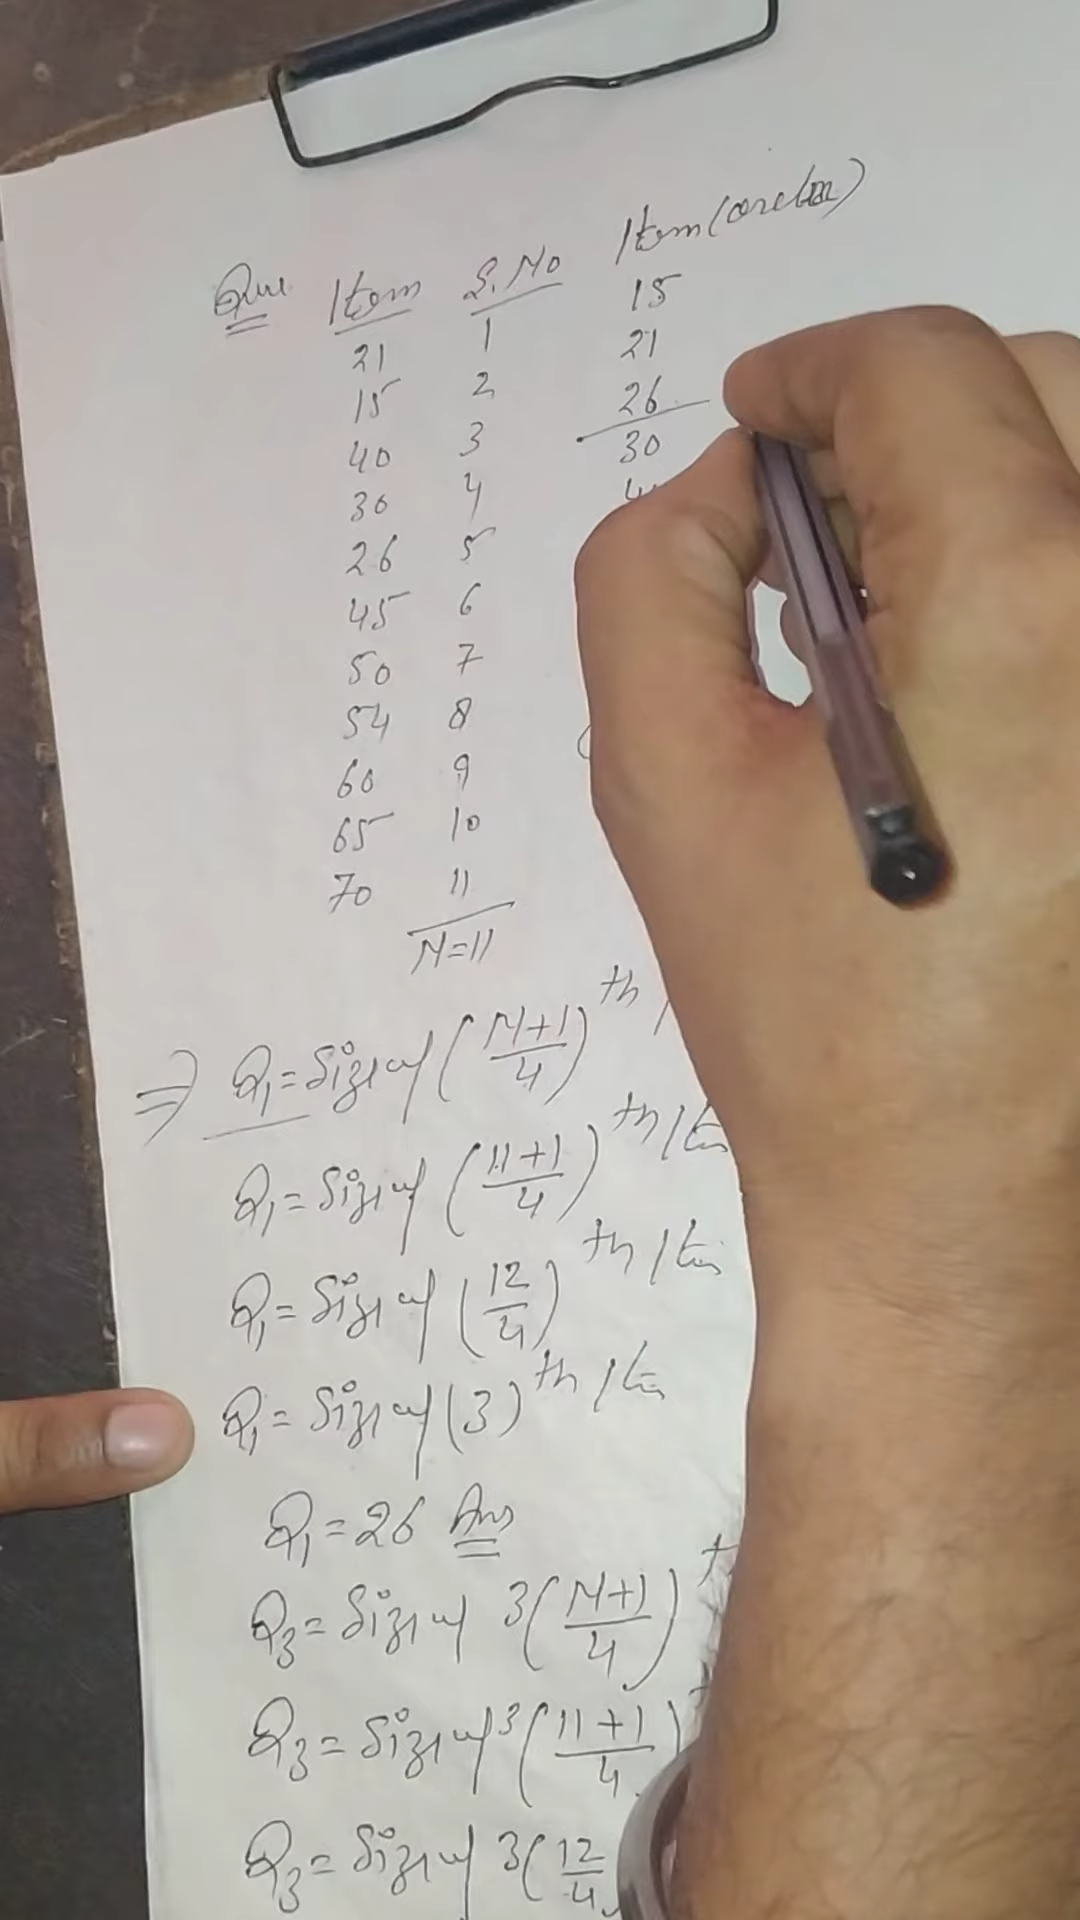 Que Item S.No Item (order)
21 1 15
15 2 21
40 3 26
30 4 30
26 5
45 6
50 7
54 8
60 9
65 10
70 11
N=11
⇒ Q₁ = Size of (N+1/4)th
Q₁ = Size of (11+1/4)th Item
Q₁ = Size of (12/4)th Item
Q₁ = Size of (3)th Item
Q₁ = 26 Ans
Q₃ = Size of 3(N+1/4)
Q₃ = Size of 3(11+1/4)
Q₃ = Size of 3(12/4